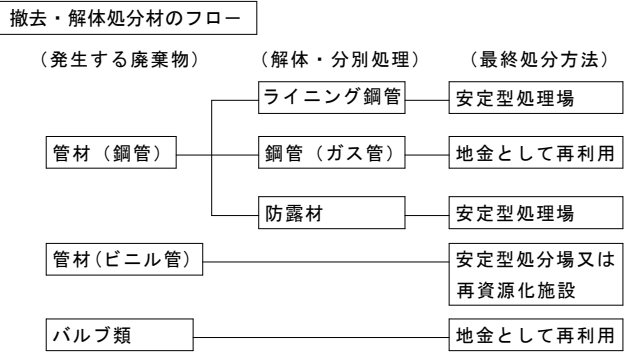 撤去・解体処分材のフロー
(発生する廃棄物) (解体・分別処理) (最終処分方法)
ライニング鋼管 安定型処理場
管材(鋼管) 鋼管(ガス管) 地金として再利用
防露材 安定型処理場
管材(ビニル管) 安定型処分場又は
再資源化施設
バルブ類 地金として再利用